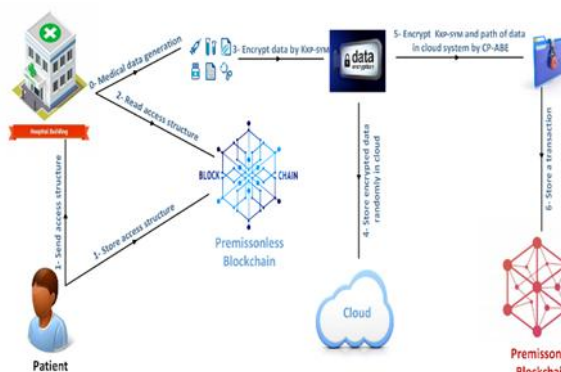 5- Encrypt KKP-SYM and path of data
in cloud system by CP-ABE
0- Medical data generation
3- Encrypt data by KKP-SYM
data
encryption
Hospital Building
2- Read access structure
BLOCK CHAIN
1- Send access structure
1- Store access structure
4- Store encrypted data
randomly in cloud
6- Store a transaction
Premissonless
Blockchain
Cloud
Patient
Premisson